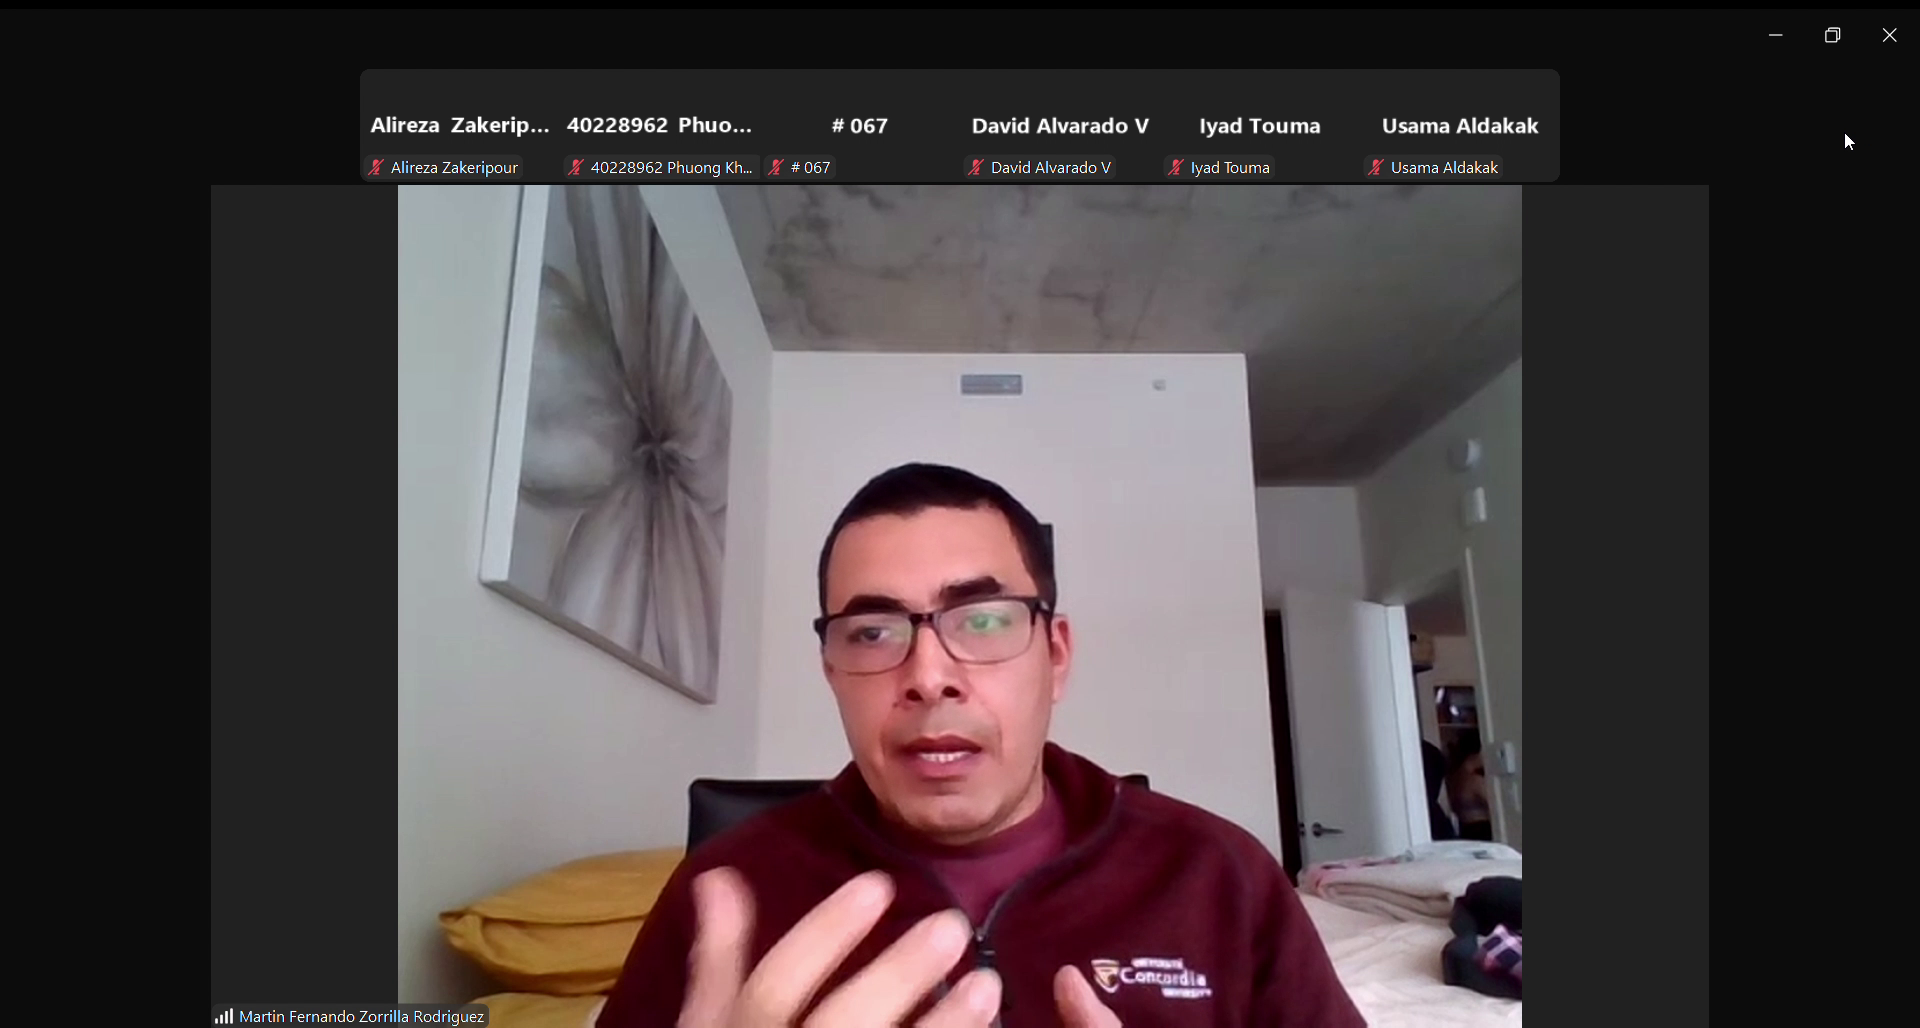 Alireza Zakerip... 40228962 Phuo... # 067 David Alvarado V Iyad Touma Usama Aldakak
Alireza Zakeripour 40228962 Phuong Kh... # 067 David Alvarado V Iyad Touma Usama Aldakak
Concordia
UNIVERSITY
Martin Fernando Zorrilla Rodriguez